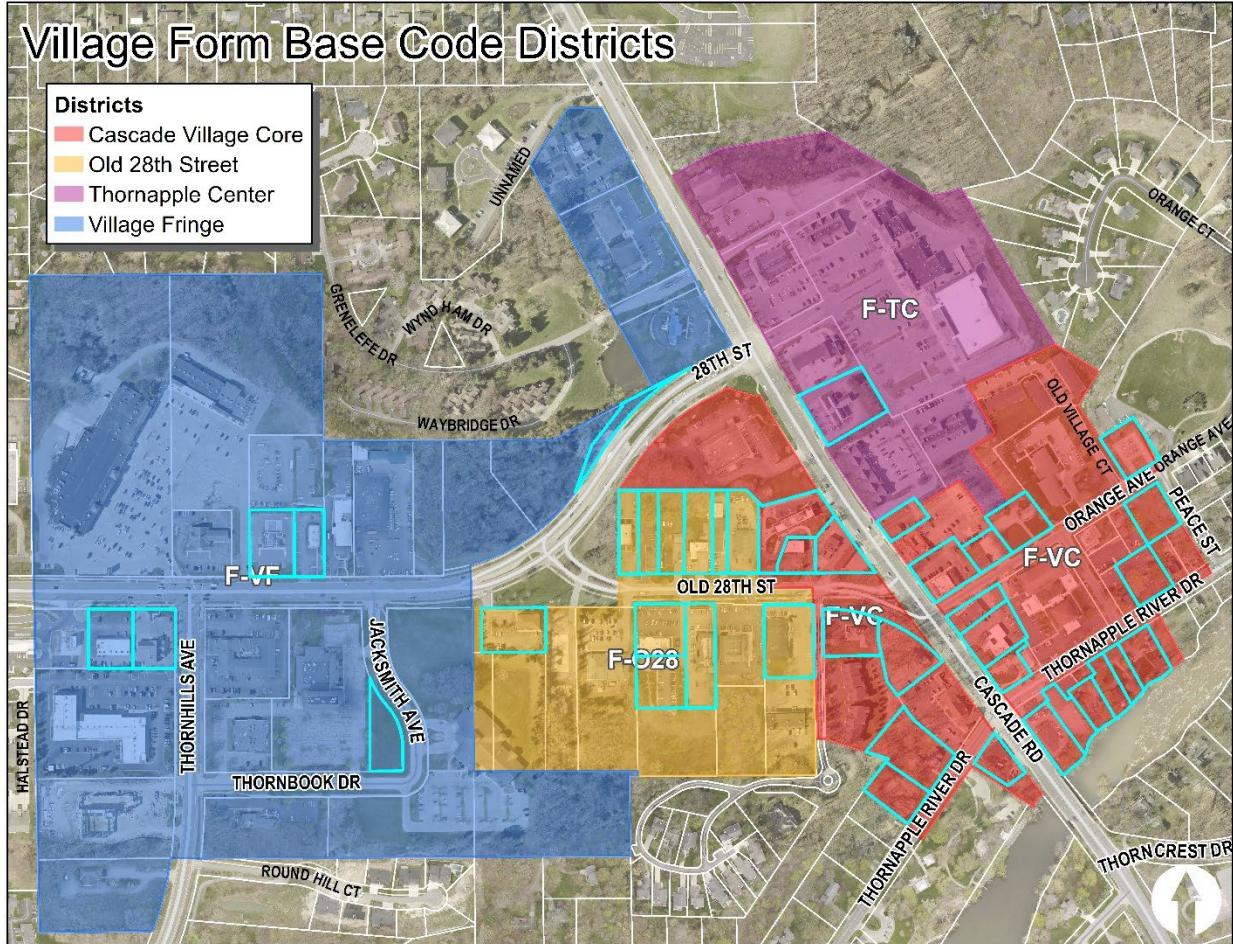 Village Form Base Code Districts
Districts
Cascade Village Core
Old 28th Street
Thornapple Center
Village Fringe
UNNAMED
ORANGE CT
GRENELEFE DR
WYNDHAM DR
F-TC
28TH ST
WAYBRIDGE DR
OLD VILLAGE CT
ORANGE AVE
ORANGE AVE
PEACE ST
F-VC
F-VF
OLD 28TH ST
F-VC
THORNAPPLE RIVER DR
F-O28
JACKSMITH AVE
THORNHILLS AVE
HALSTEAD DR
CASCADE RD
THORNBOOK DR
THORNAPPLE RIVER DR
THORNCREST DR
ROUND HILL CT